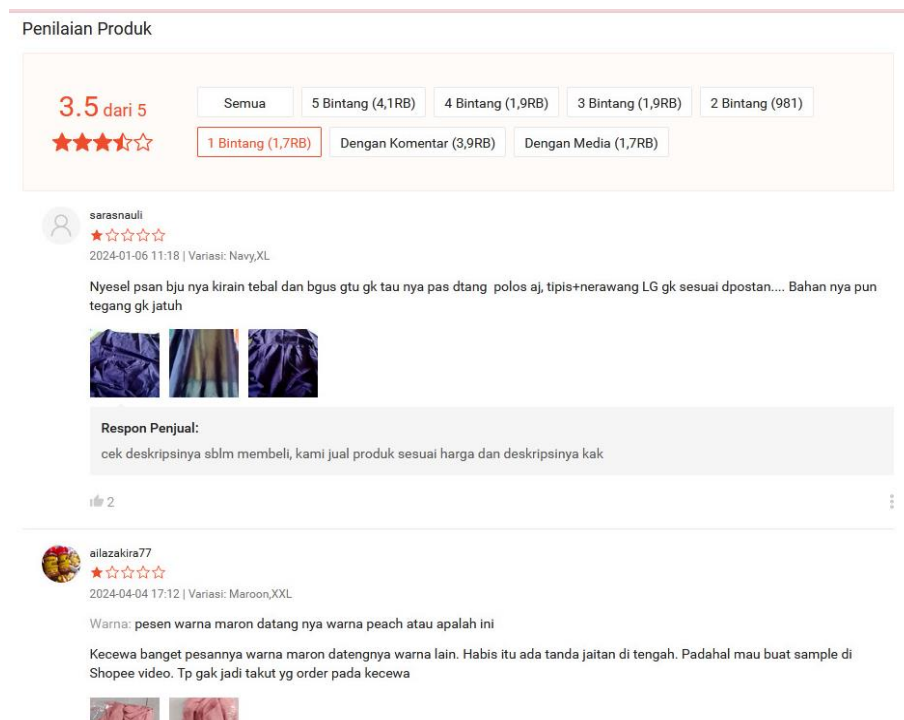 Penilaian Produk
3.5 dari 5
Semua
5 Bintang (4,1RB)
4 Bintang (1,9RB)
3 Bintang (1,9RB)
2 Bintang (981)
1 Bintang (1,7RB)
Dengan Komentar (3,9RB)
Dengan Media (1,7RB)
sarasnauli
2024-01-06 11:18 | Variasi: Navy,XL
Nyesel psan bju nya kirain tebal dan bgus gtu gk tau nya pas dtang  polos aj, tipis+nerawang LG gk sesuai dpostan.... Bahan nya pun
tegang gk jatuh
Respon Penjual:
cek deskripsinya sblm membeli, kami jual produk sesuai harga dan deskripsinya kak
2
ailazakira77
2024-04-04 17:12 | Variasi: Maroon,XXL
Warna: pesen warna maron datang nya warna peach atau apalah ini
Kecewa banget pesannya warna maron datengnya warna lain. Habis itu ada tanda jaitan di tengah. Padahal mau buat sample di
Shopee video. Tp gak jadi takut yg order pada kecewa